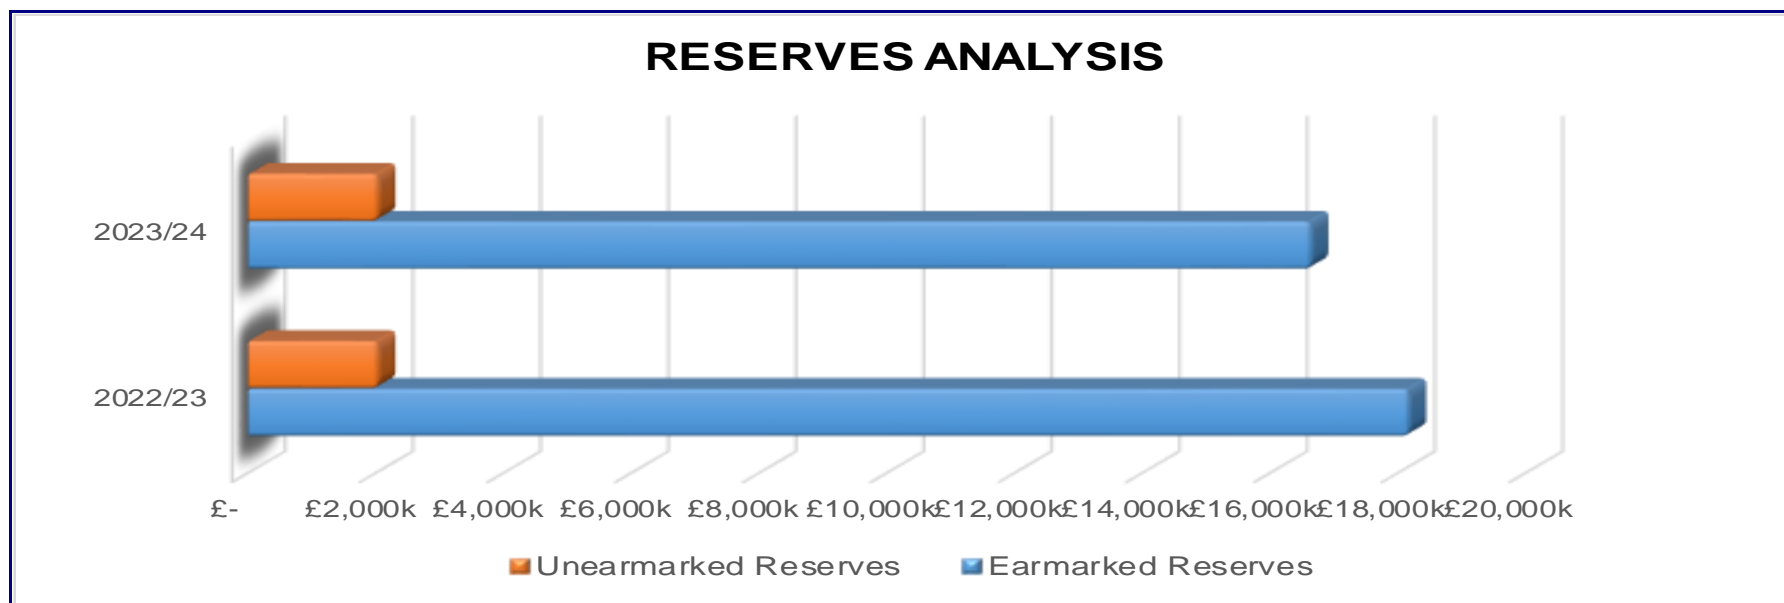 RESERVES ANALYSIS
2023/24
2022/23
£- £2,000k £4,000k £6,000k £8,000k £10,000k £12,000k £14,000k £16,000k £18,000k £20,000k
Unearmarked Reserves Earmarked Reserves